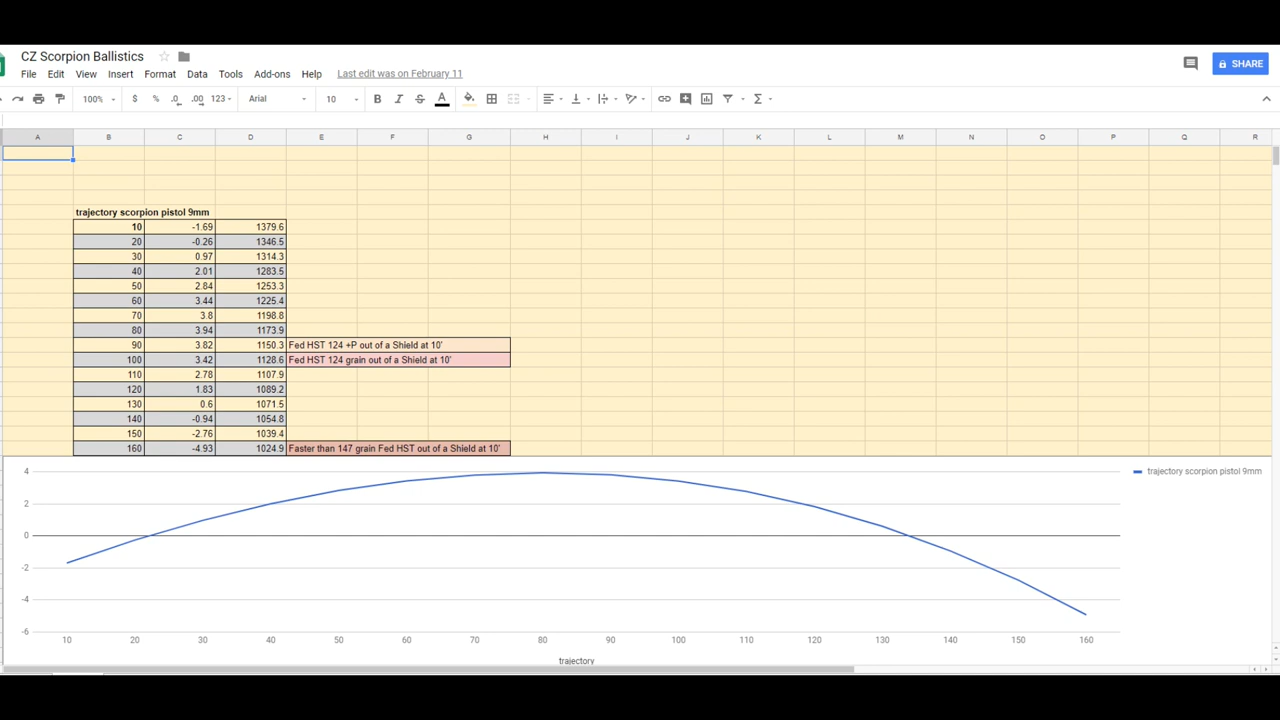 CZ Scorpion Ballistics
File Edit View Insert Format Data Tools Add-ons Help Last edit was on February 11
SHARE
100% $ % .0 .00 123 Arial 10 B I S A
A B C D E F G H I J K L M N O P Q R
trajectory scorpion pistol 9mm
10 -1.69 1379.6
20 -0.26 1346.5
30 0.97 1314.3
40 2.01 1283.5
50 2.84 1253.3
60 3.44 1225.4
70 3.8 1198.8
80 3.94 1173.9
90 3.82 1150.3 Fed HST 124 +P out of a Shield at 10'
100 3.42 1128.6 Fed HST 124 grain out of a Shield at 10'
110 2.78 1107.9
120 1.83 1089.2
130 0.6 1071.5
140 -0.94 1054.8
150 -2.76 1039.4
160 -4.93 1024.9 Faster than 147 grain Fed HST out of a Shield at 10'
4
2
0
-2
-4
-6
trajectory scorpion pistol 9mm
10 20 30 40 50 60 70 80 90 100 110 120 130 140 150 160
trajectory